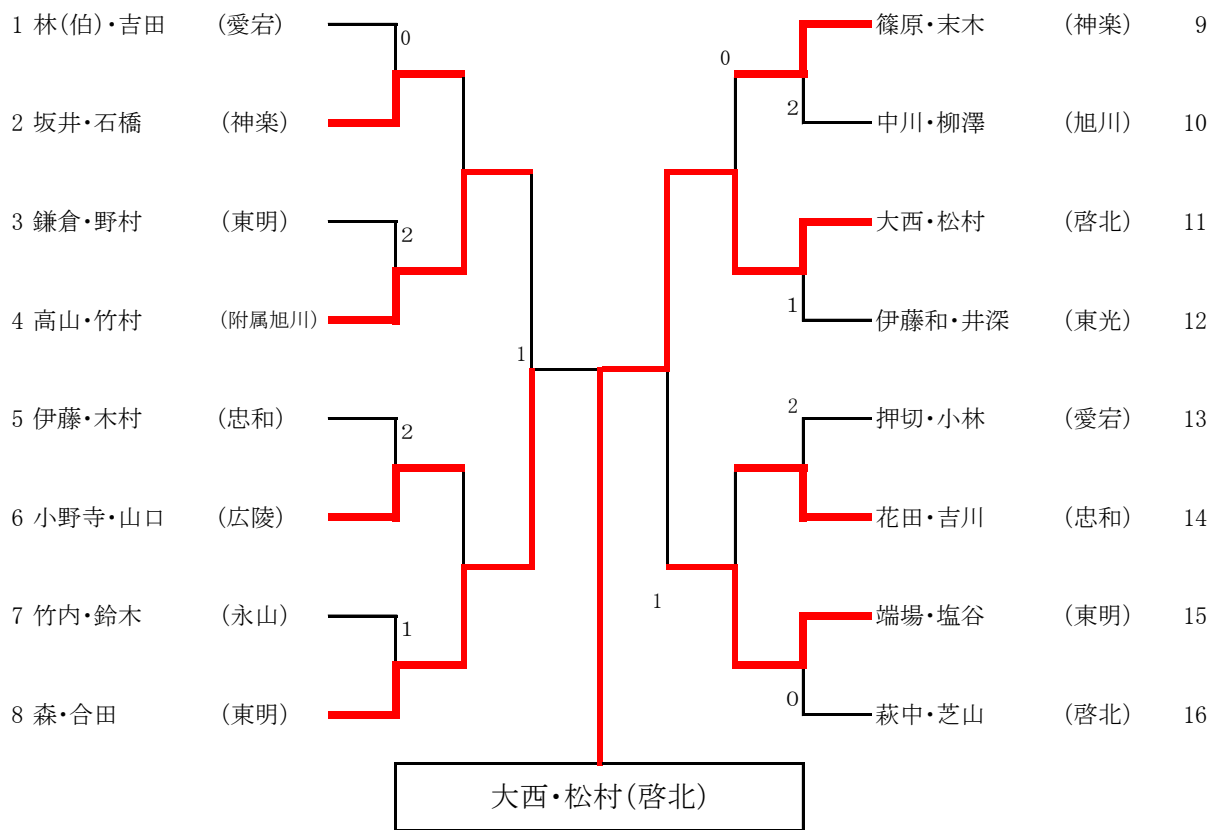 1 林(伯)・吉田 (愛宕) 0 0 篠原・末木 (神楽) 9
2 坂井・石橋 (神楽) 2 中川・柳澤 (旭川) 10
3 鎌倉・野村 (東明) 2 大西・松村 (啓北) 11
4 高山・竹村 (附属旭川) 1 伊藤和・井深 (東光) 12
1
5 伊藤・木村 (忠和) 2 2 押切・小林 (愛宕) 13
6 小野寺・山口 (広陵) 花田・吉川 (忠和) 14
1
7 竹内・鈴木 (永山) 1 端場・塩谷 (東明) 15
8 森・合田 (東明) 0 萩中・芝山 (啓北) 16
大西・松村(啓北)